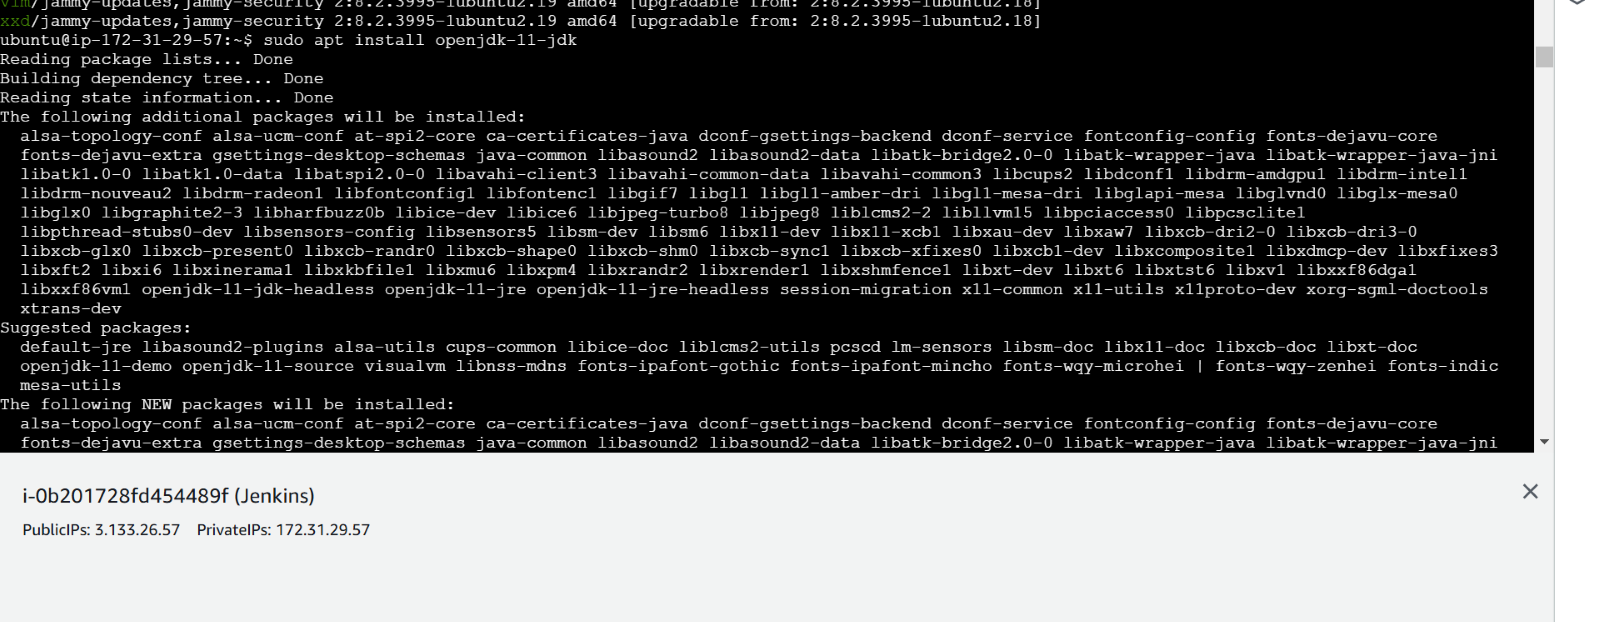 vim/jammy-updates,jammy-security 2:8.2.3995-1ubuntu2.19 amd64 [upgradable from: 2:8.2.3995-1ubuntu2.18]
xxd/jammy-updates,jammy-security 2:8.2.3995-1ubuntu2.19 amd64 [upgradable from: 2:8.2.3995-1ubuntu2.18]
ubuntu@ip-172-31-29-57:~$ sudo apt install openjdk-11-jdk
Reading package lists... Done
Building dependency tree... Done
Reading state information... Done
The following additional packages will be installed:
  alsa-topology-conf alsa-ucm-conf at-spi2-core ca-certificates-java dconf-gsettings-backend dconf-service fontconfig-config fonts-dejavu-core
  fonts-dejavu-extra gsettings-desktop-schemas java-common libasound2 libasound2-data libatk-bridge2.0-0 libatk-wrapper-java libatk-wrapper-java-jni
  libatk1.0-0 libatk1.0-data libatspi2.0-0 libavahi-client3 libavahi-common-data libavahi-common3 libcups2 libdconf1 libdrm-amdgpu1 libdrm-intel1
  libdrm-nouveau2 libdrm-radeon1 libfontconfig1 libfontenc1 libgif7 libgl1 libgl1-amber-dri libgl1-mesa-dri libglapi-mesa libglvnd0 libglx-mesa0
  libglx0 libgraphite2-3 libharfbuzz0b libice-dev libice6 libjpeg-turbo8 libjpeg8 liblcms2-2 libllvm15 libpciaccess0 libpcsclite1
  libpthread-stubs0-dev libsensors-config libsensors5 libsm-dev libsm6 libx11-dev libx11-xcb1 libxau-dev libxaw7 libxcb-dri2-0 libxcb-dri3-0
  libxcb-glx0 libxcb-present0 libxcb-randr0 libxcb-shape0 libxcb-shm0 libxcb-sync1 libxcb-xfixes0 libxcb1-dev libxcomposite1 libxdmcp-dev libxfixes3
  libxft2 libxi6 libxinerama1 libxkbfile1 libxmu6 libxpm4 libxrandr2 libxrender1 libxshmfence1 libxt-dev libxt6 libxtst6 libxv1 libxxf86dga1
  libxxf86vm1 openjdk-11-jdk-headless openjdk-11-jre openjdk-11-jre-headless session-migration x11-common x11-utils x11proto-dev xorg-sgml-doctools
  xtrans-dev
Suggested packages:
  default-jre libasound2-plugins alsa-utils cups-common libice-doc liblcms2-utils pcscd lm-sensors libsm-doc libx11-doc libxcb-doc libxt-doc
  openjdk-11-demo openjdk-11-source visualvm libnss-mdns fonts-ipafont-gothic fonts-ipafont-mincho fonts-wqy-microhei | fonts-wqy-zenhei fonts-indic
  mesa-utils
The following NEW packages will be installed:
  alsa-topology-conf alsa-ucm-conf at-spi2-core ca-certificates-java dconf-gsettings-backend dconf-service fontconfig-config fonts-dejavu-core
  fonts-dejavu-extra gsettings-desktop-schemas java-common libasound2 libasound2-data libatk-bridge2.0-0 libatk-wrapper-java libatk-wrapper-java-jni
i-0b201728fd454489f (Jenkins)
PublicIPs: 3.133.26.57 PrivateIPs: 172.31.29.57